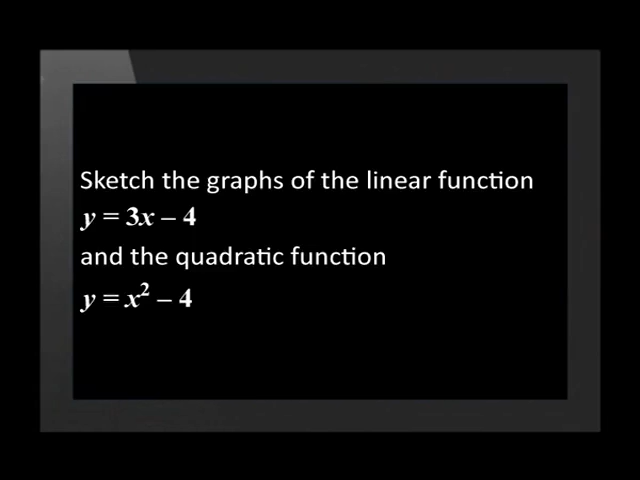 Sketch the graphs of the linear function
y = 3x – 4
and the quadratic function
y = x² – 4